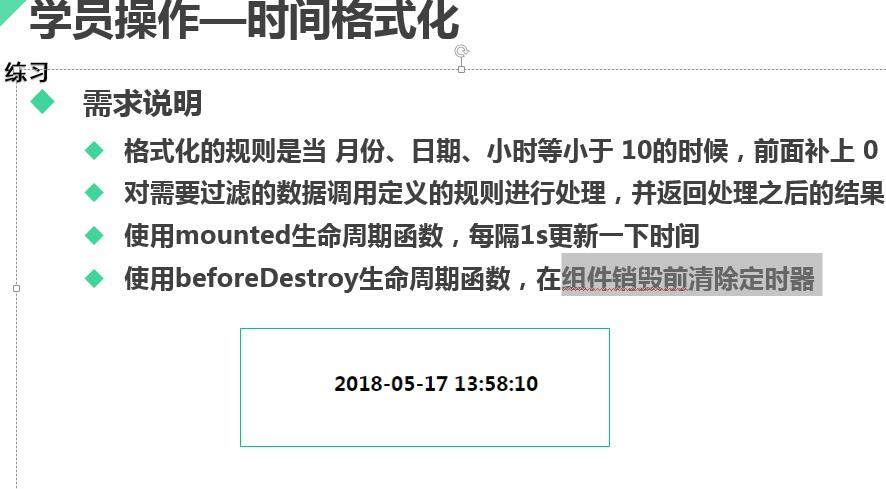 学员操作—时间格式化
练习
需求说明
格式化的规则是当 月份、日期、小时等小于 10的时候，前面补上 0
对需要过滤的数据调用定义的规则进行处理，并返回处理之后的结果
使用mounted生命周期函数，每隔1s更新一下时间
使用beforeDestroy生命周期函数，在组件销毁前清除定时器
2018-05-17 13:58:10